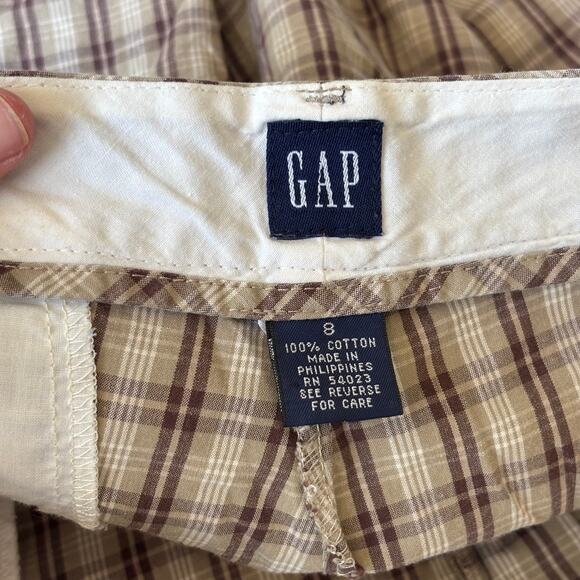 GAP
8
100% COTTON
MADE IN
PHILIPPINES
RN 54023
SEE REVERSE
FOR CARE